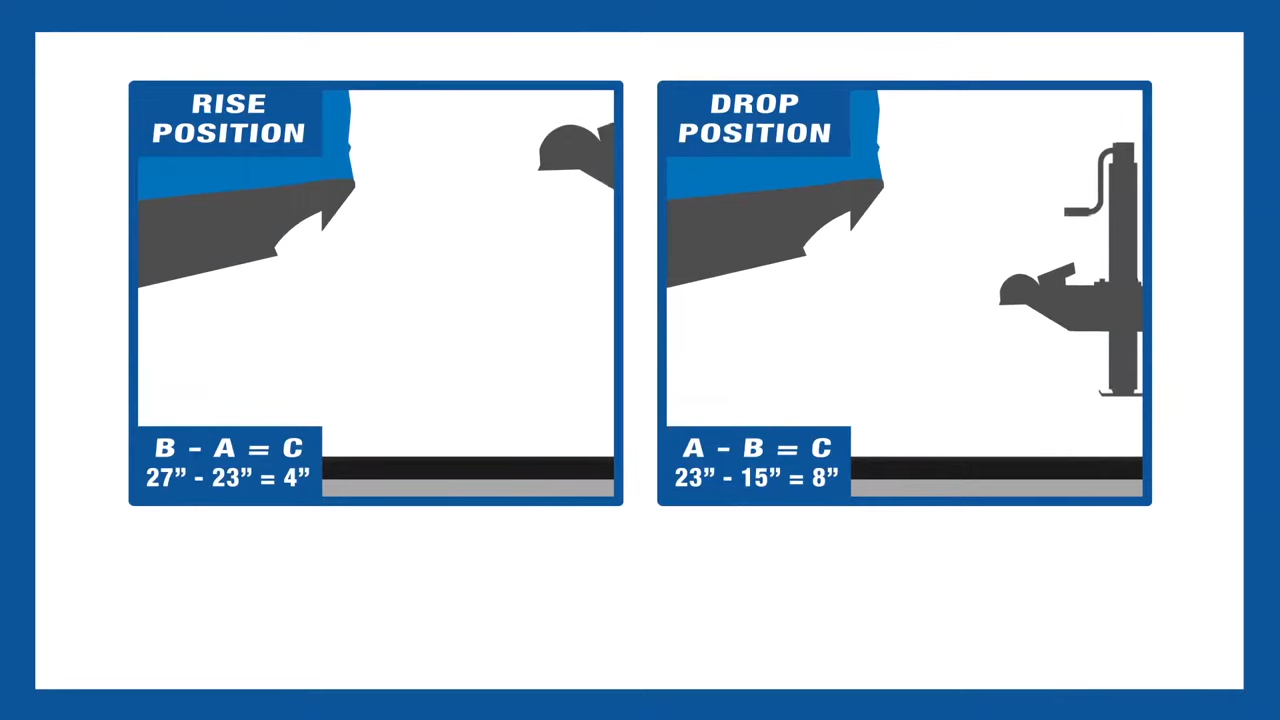 RISE
POSITION
B - A = C
27” - 23” = 4”
DROP
POSITION
A - B = C
23” - 15” = 8”